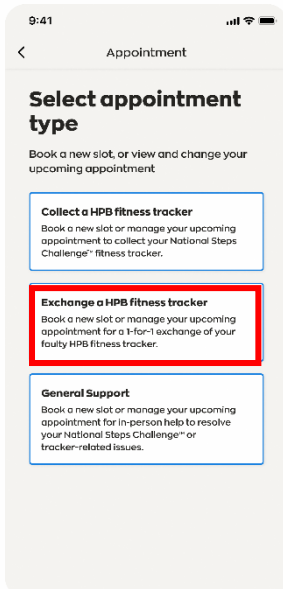 9:41
Appointment
Select appointment
type
Book a new slot, or view and change your
upcoming appointment
Collect a HPB fitness tracker
Book a new slot or manage your upcoming
appointment to collect your National Steps
Challenge™ fitness tracker.
Exchange a HPB fitness tracker
Book a new slot or manage your upcoming
appointment for a 1-for-1 exchange of your
faulty HPB fitness tracker.
General Support
Book a new slot or manage your upcoming
appointment for in-person help to resolve
your National Steps Challenge™ or
tracker-related issues.